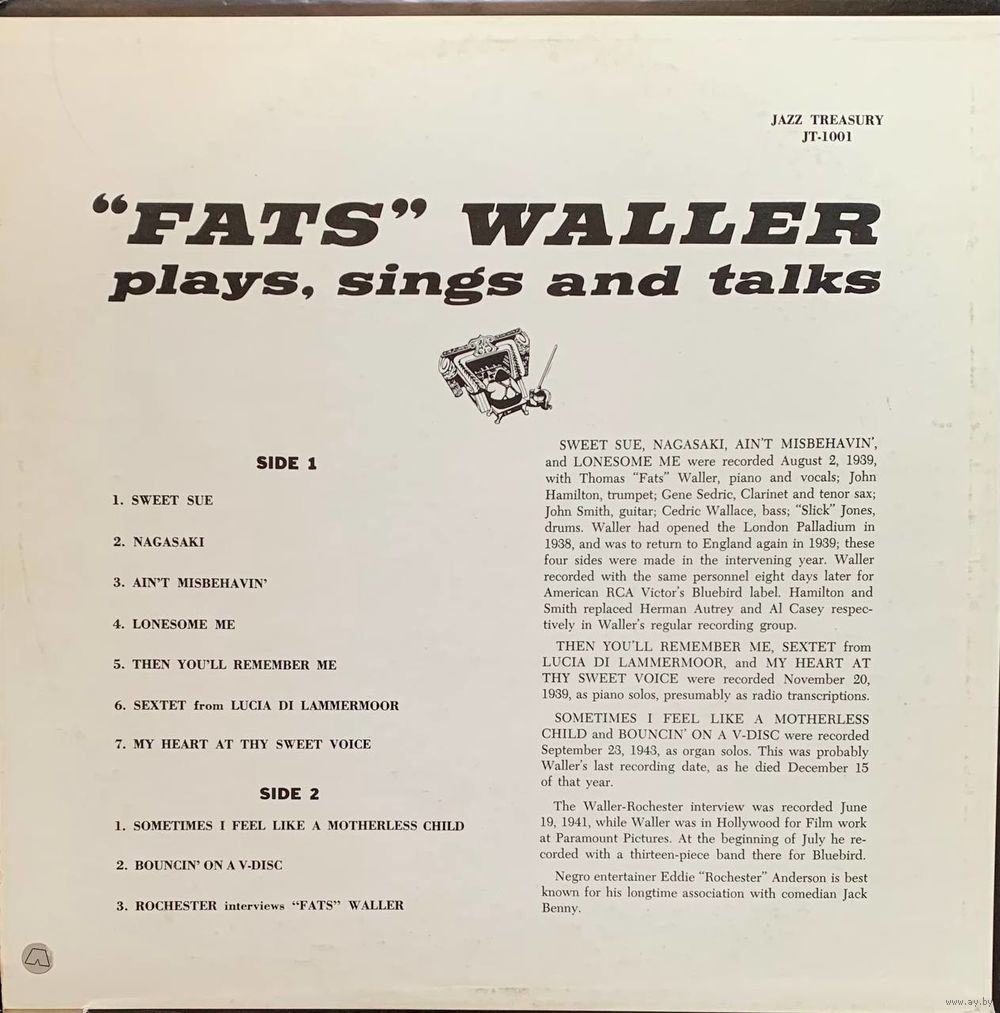 JAZZ TREASURY
JT-1001
“FATS” WALLER
plays, sings and talks
SIDE 1
1. SWEET SUE
2. NAGASAKI
3. AIN’T MISBEHAVIN’
4. LONESOME ME
5. THEN YOU’LL REMEMBER ME
6. SEXTET from LUCIA DI LAMMERMOOR
7. MY HEART AT THY SWEET VOICE
SIDE 2
1. SOMETIMES I FEEL LIKE A MOTHERLESS CHILD
2. BOUNCIN’ ON A V-DISC
3. ROCHESTER interviews “FATS” WALLER
SWEET SUE, NAGASAKI, AIN’T MISBEHAVIN’,
and LONESOME ME were recorded August 2, 1939,
with Thomas “Fats” Waller, piano and vocals; John
Hamilton, trumpet; Gene Sedric, Clarinet and tenor sax;
John Smith, guitar; Cedric Wallace, bass; “Slick” Jones,
drums. Waller had opened the London Palladium in
1938, and was to return to England again in 1939; these
four sides were made in the intervening year. Waller
recorded with the same personnel eight days later for
American RCA Victor’s Bluebird label. Hamilton and
Smith replaced Herman Autrey and Al Casey respec-
tively in Waller’s regular recording group.
THEN YOU’LL REMEMBER ME, SEXTET from
LUCIA DI LAMMERMOOR, and MY HEART AT
THY SWEET VOICE were recorded November 20,
1939, as piano solos, presumably as radio transcriptions.
SOMETIMES I FEEL LIKE A MOTHERLESS
CHILD and BOUNCIN’ ON A V-DISC were recorded
September 23, 1943, as organ solos. This was probably
Waller’s last recording date, as he died December 15
of that year.
The Waller-Rochester interview was recorded June
19, 1941, while Waller was in Hollywood for Film work
at Paramount Pictures. At the beginning of July he re-
corded with a thirteen-piece band there for Bluebird.
Negro entertainer Eddie “Rochester” Anderson is best
known for his longtime association with comedian Jack
Benny.
www.ay.by